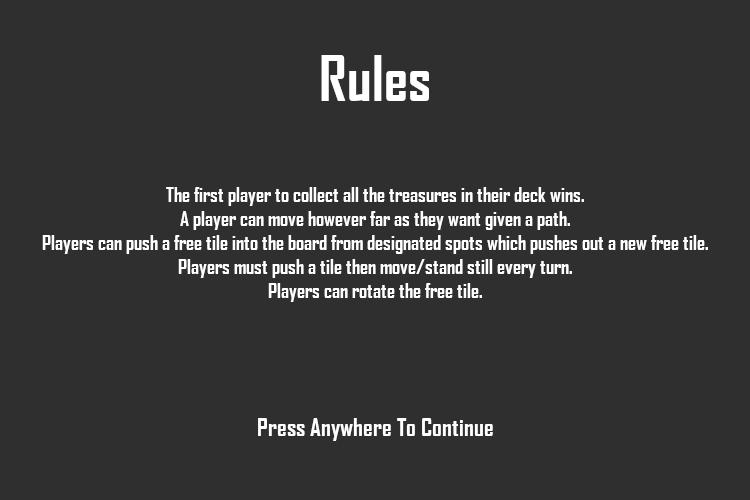 Rules
The first player to collect all the treasures in their deck wins.
A player can move however far as they want given a path.
Players can push a free tile into the board from designated spots which pushes out a new free tile.
Players must push a tile then move/stand still every turn.
Players can rotate the free tile.
Press Anywhere To Continue